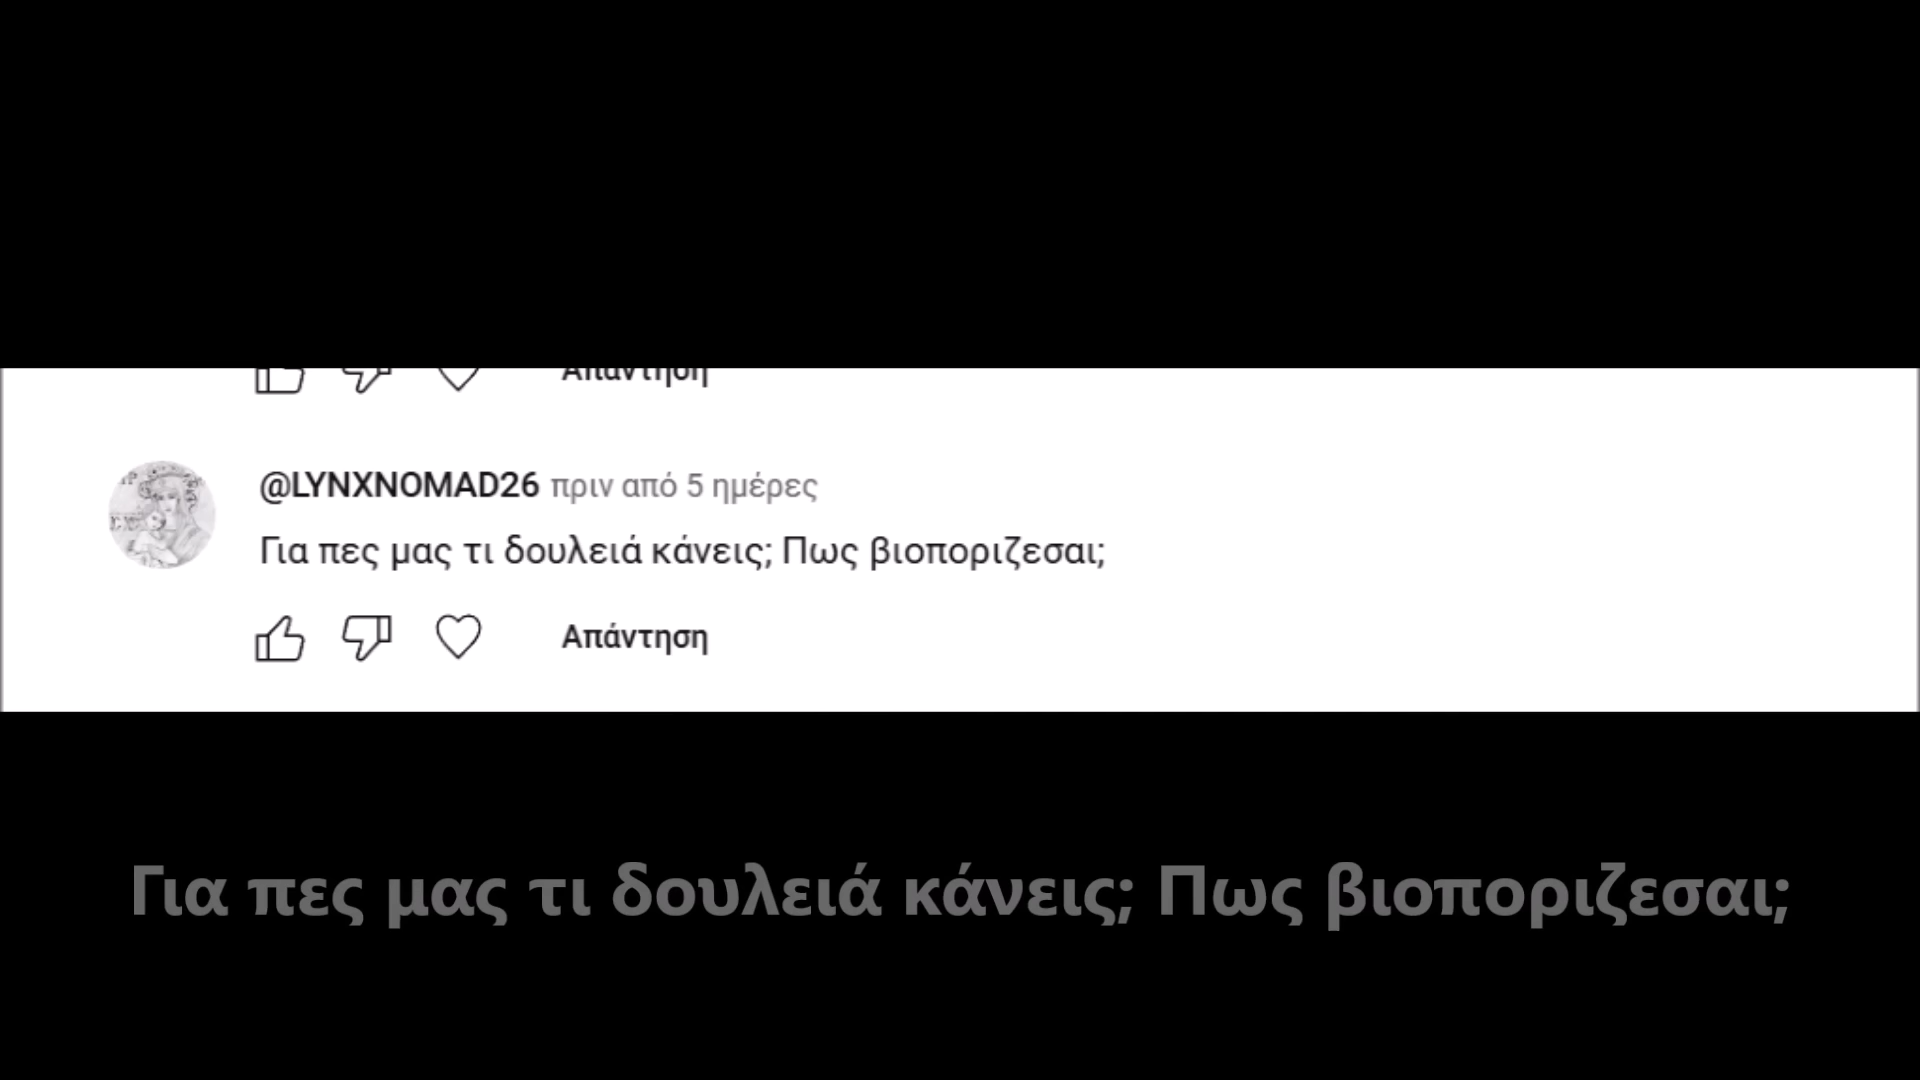 Απάντηση
@LYNXNOMAD26 πριν από 5 ημέρες
Για πες μας τι δουλειά κάνεις; Πως βιοποριζεσαι;
Απάντηση
Για πες μας τι δουλειά κάνεις; Πως βιοποριζεσαι;